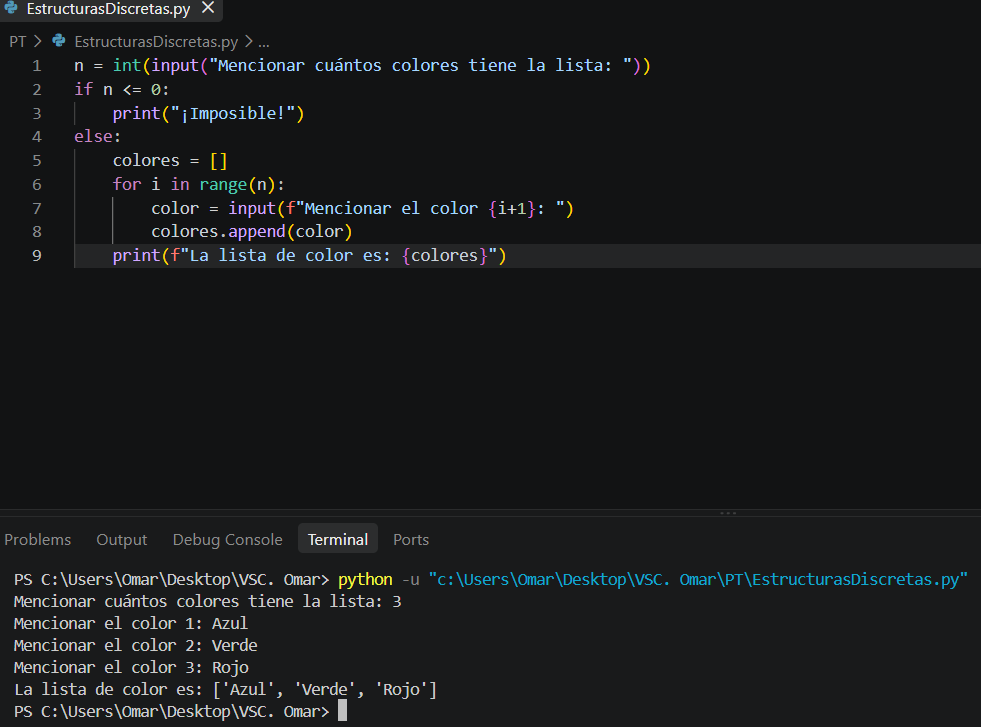 EstructurasDiscretas.py ×
PT > EstructurasDiscretas.py > ...
1 n = int(input("Mencionar cuántos colores tiene la lista: "))
2 if n <= 0:
3     print("¡Imposible!")
4 else:
5     colores = []
6     for i in range(n):
7         color = input(f"Mencionar el color {i+1}: ")
8         colores.append(color)
9     print(f"La lista de color es: {colores}")
Problems Output Debug Console Terminal Ports
PS C:\Users\Omar\Desktop\VSC. Omar> python -u "c:\Users\Omar\Desktop\VSC. Omar\PT\EstructurasDiscretas.py"
Mencionar cuántos colores tiene la lista: 3
Mencionar el color 1: Azul
Mencionar el color 2: Verde
Mencionar el color 3: Rojo
La lista de color es: ['Azul', 'Verde', 'Rojo']
PS C:\Users\Omar\Desktop\VSC. Omar>